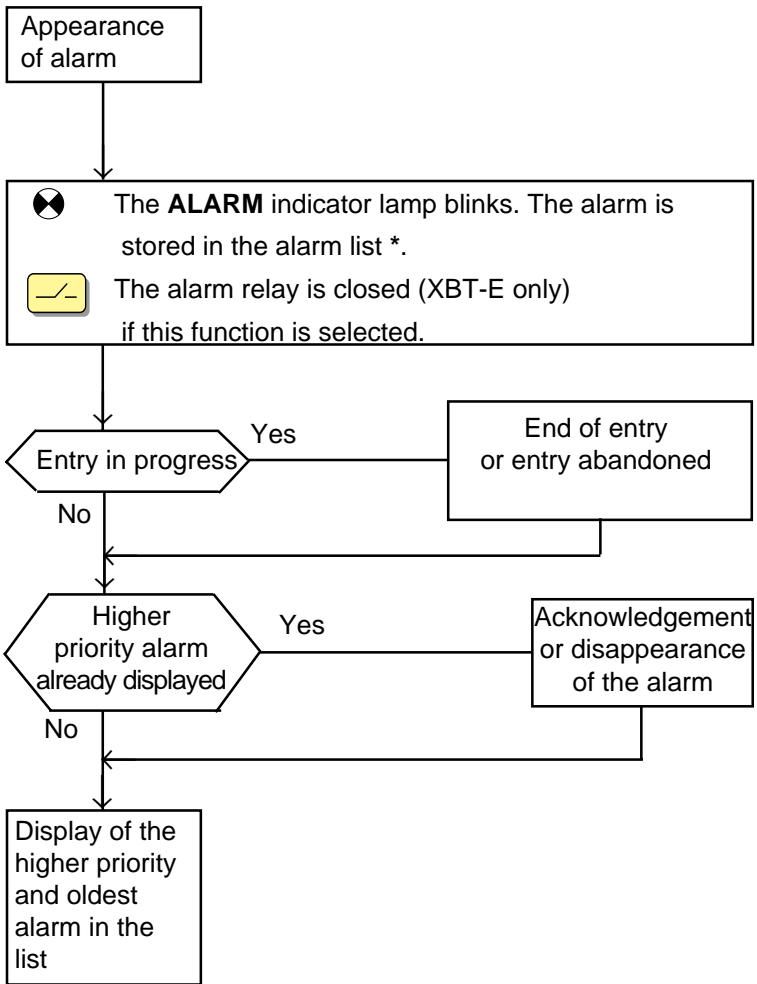 Appearance
of alarm
The ALARM indicator lamp blinks. The alarm is
stored in the alarm list *.
The alarm relay is closed (XBT-E only)
if this function is selected.
Entry in progress
Yes
End of entry
or entry abandoned
No
Higher
priority alarm
already displayed
Yes
Acknowledgement
or disappearance
of the alarm
No
Display of the
higher priority
and oldest
alarm in the
list